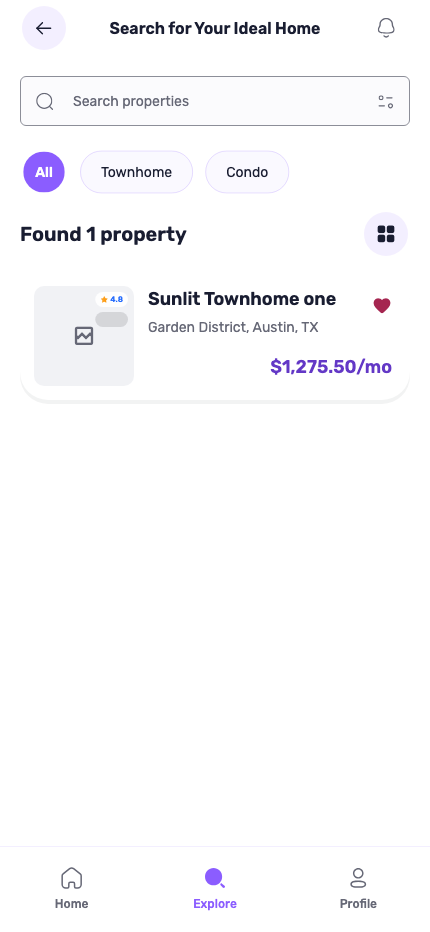 Search for Your Ideal Home
Search properties
All
Townhome
Condo
Found 1 property
4.8
Sunlit Townhome one
Garden District, Austin, TX
$1,275.50/mo
Home
Explore
Profile